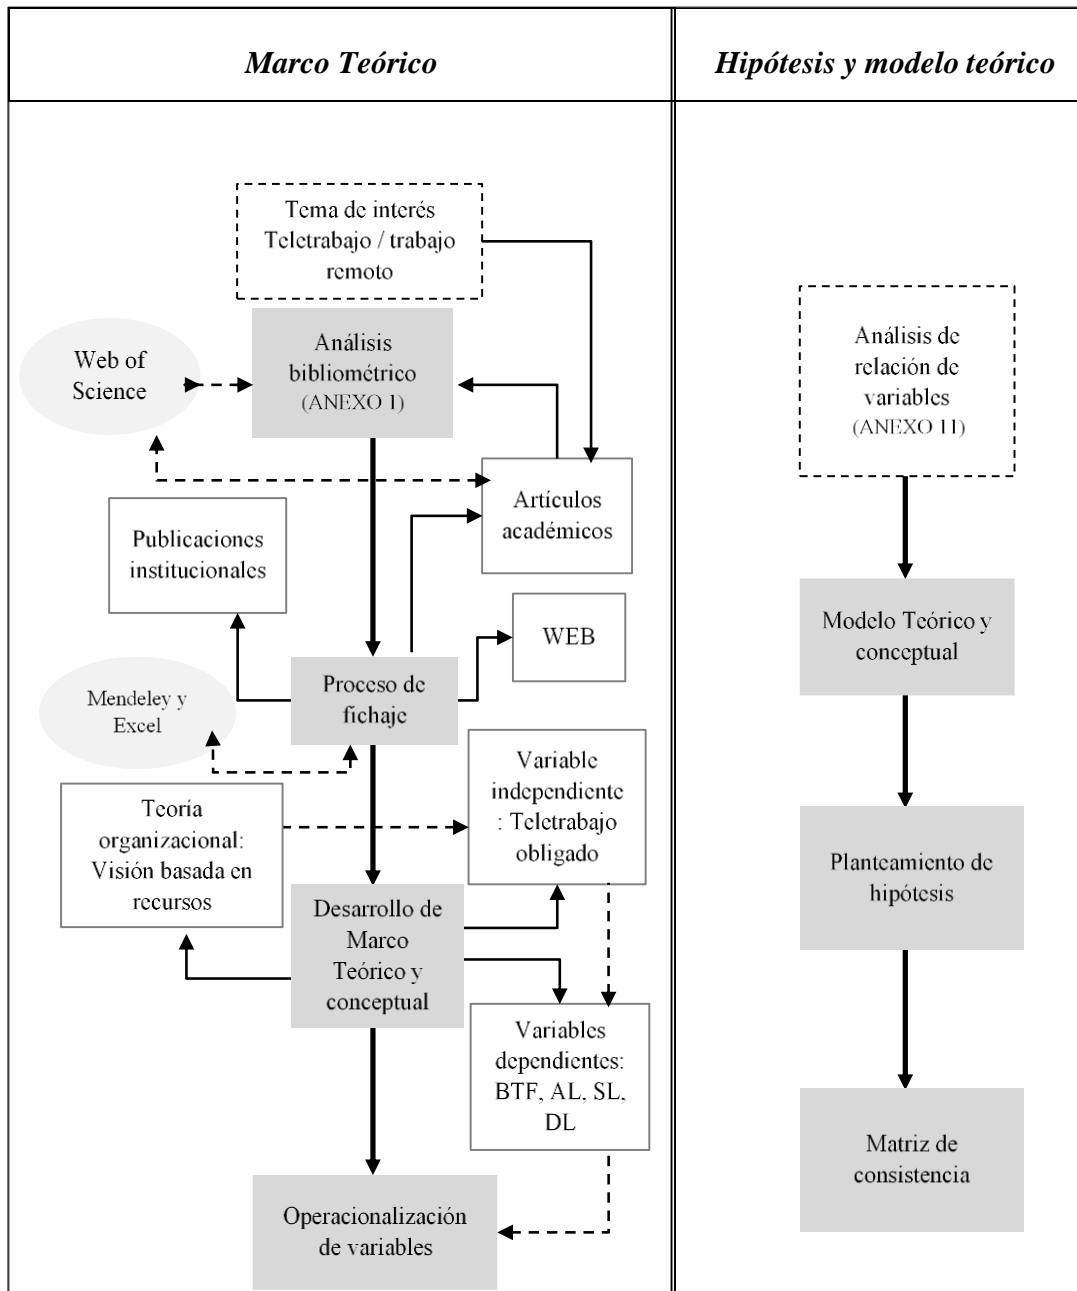 Marco Teórico
Hipótesis y modelo teórico
Tema de interés
Teletrabajo / trabajo
remoto
Análisis
bibliométrico
(ANEXO 1)
Web of
Science
Artículos
académicos
Publicaciones
institucionales
WEB
Proceso de
fichaje
Mendeley y
Excel
Variable
independiente
: Teletrabajo
obligado
Teoría
organizacional:
Visión basada en
recursos
Desarrollo de
Marco
Teórico y
conceptual
Variables
dependientes:
BTF, AL, SL,
DL
Operacionalización
de variables
Análisis de
relación de
variables
(ANEXO 11)
Modelo Teórico y
conceptual
Planteamiento de
hipótesis
Matriz de
consistencia